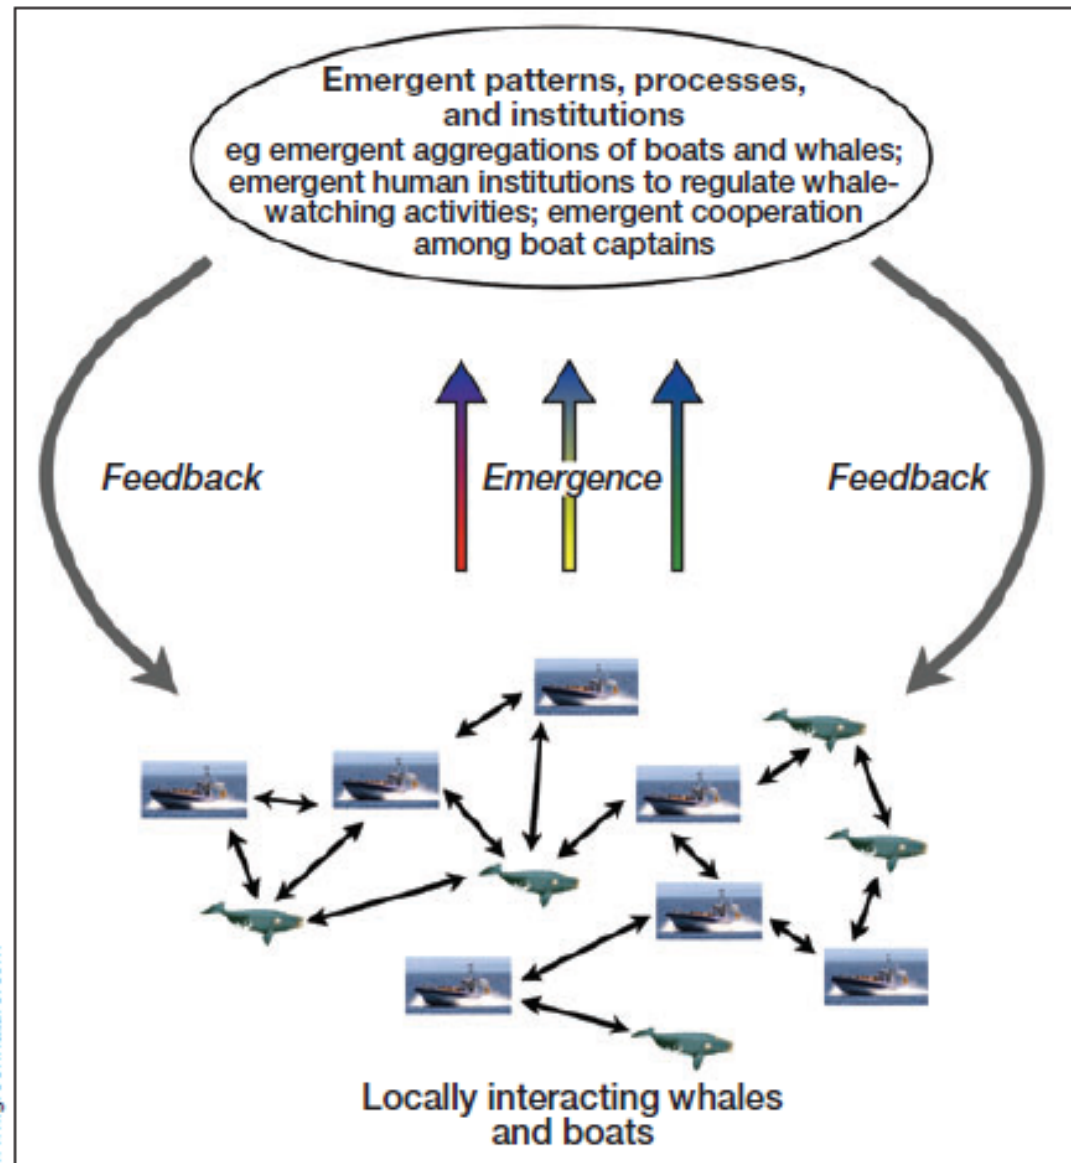 Emergent patterns, processes,
and institutions
eg emergent aggregations of boats and whales;
emergent human institutions to regulate whale-
watching activities; emergent cooperation
among boat captains
Feedback
Emergence
Feedback
Locally interacting whales
and boats